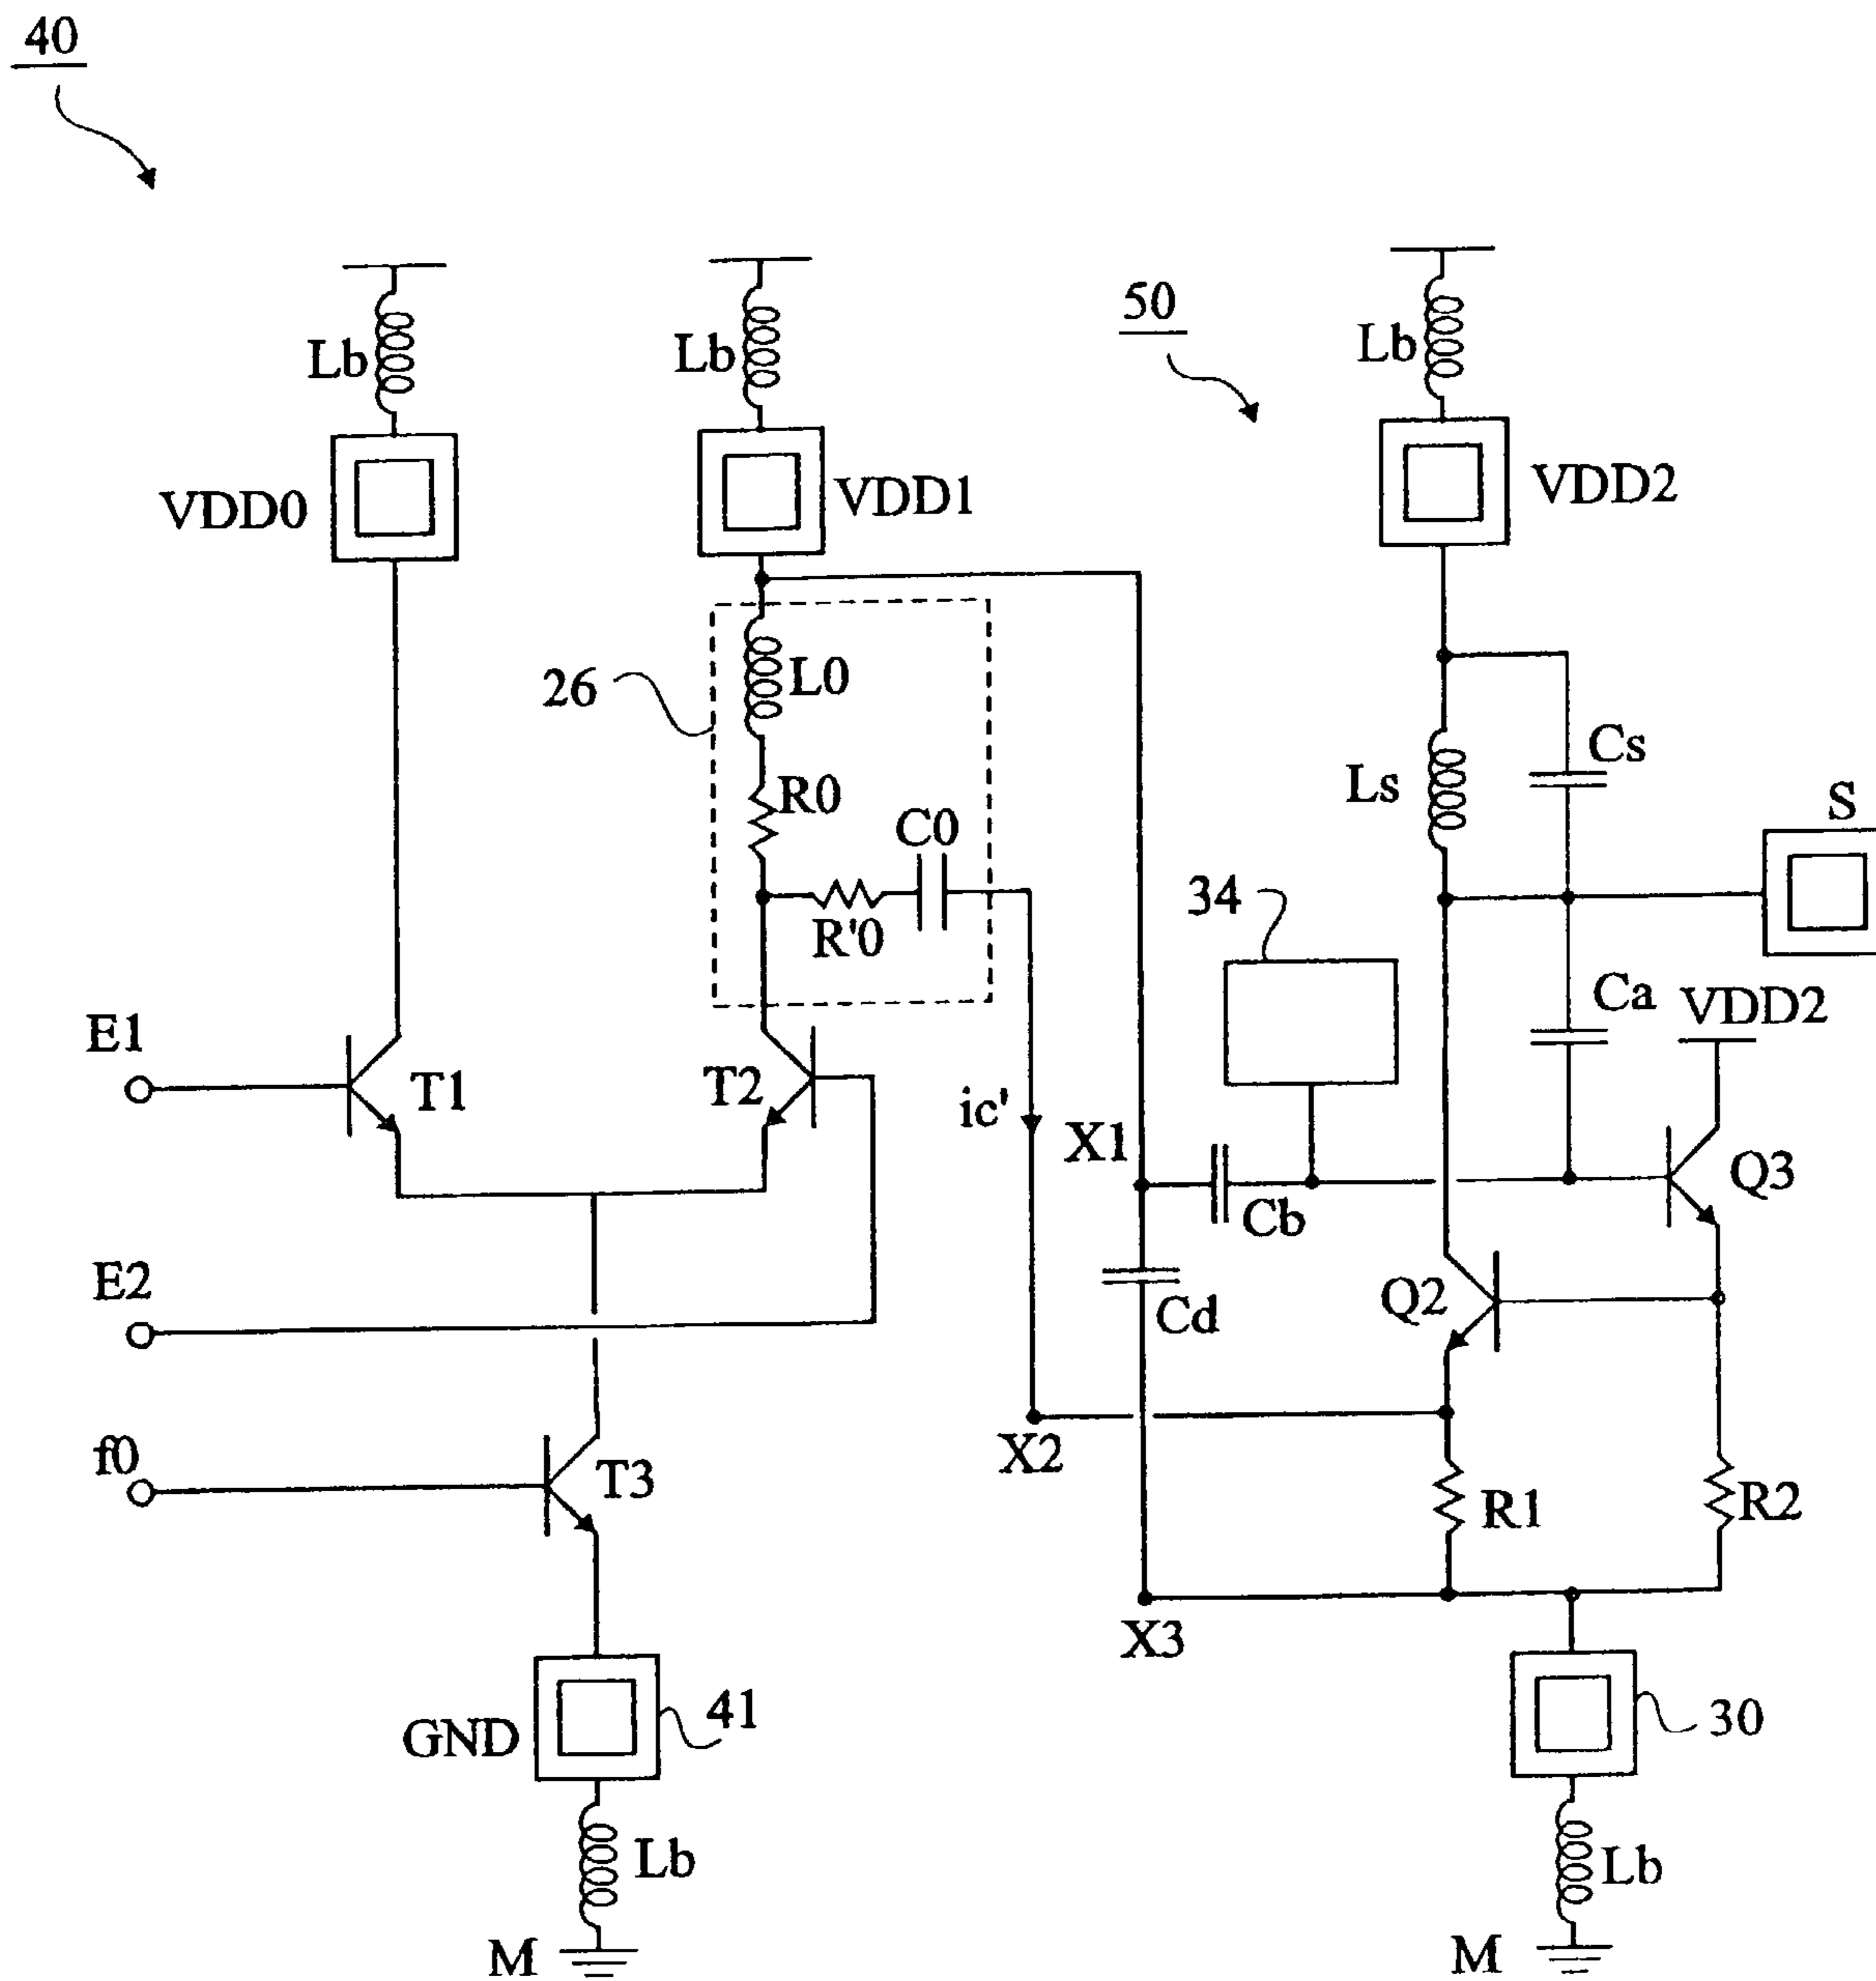 40
Lb
Lb
50
Lb
VDD0
VDD1
VDD2
26
L0
R0
C0
R'0
Ls
Cs
S
34
Ca
VDD2
E1
T1
T2
ic'
X1
Cb
Q3
E2
Cd
Q2
f0
T3
X2
R1
R2
X3
GND
41
30
Lb
Lb
M
M